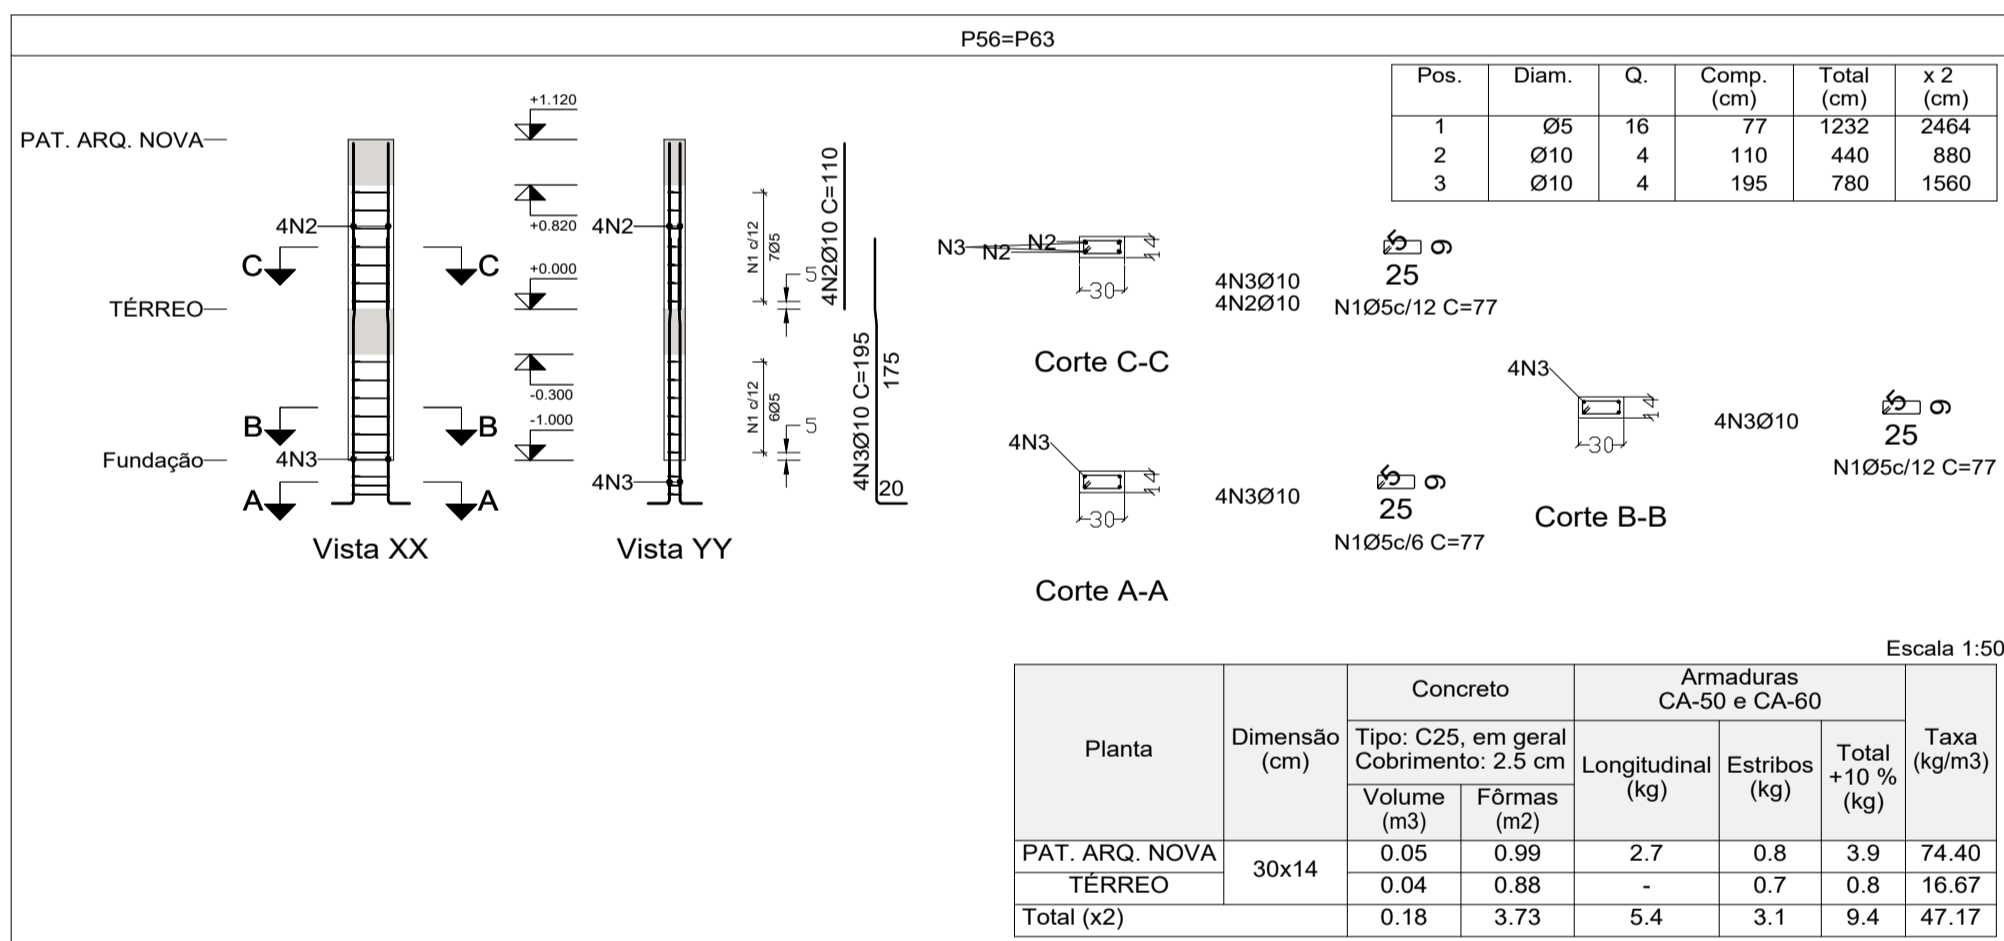 P56=P63
Pos. Diam. Q. Comp. (cm) Total (cm) x 2 (cm)
1 Ø5 16 77 1232 2464
2 Ø10 4 110 440 880
3 Ø10 4 195 780 1560
PAT. ARQ. NOVA
TÉRREO
Fundação
4N2
C C
B B
4N3
A A
Vista XX
+1.120
+0.820
+0.000
-0.300
-1.000
4N2
4N3
Vista YY
N1 c/12
7Ø5
5
N1 c/12
6Ø5
5
4N2Ø10 C=110
4N3Ø10 C=195
175
20
N3 N2
N2
14
30
4N3Ø10
4N2Ø10
5 9
25
N1Ø5c/12 C=77
Corte C-C
4N3
14
30
4N3Ø10
5 9
25
N1Ø5c/12 C=77
Corte B-B
4N3
14
30
4N3Ø10
5 9
25
N1Ø5c/6 C=77
Corte A-A
Escala 1:50
Planta
Dimensão
(cm)
Concreto
Tipo: C25, em geral
Cobrimento: 2.5 cm
Volume
(m3)
Fôrmas
(m2)
Armaduras
CA-50 e CA-60
Longitudinal
(kg)
Estribos
(kg)
Total
+10 %
(kg)
Taxa
(kg/m3)
PAT. ARQ. NOVA 30x14 0.05 0.99 2.7 0.8 3.9 74.40
TÉRREO 0.04 0.88 - 0.7 0.8 16.67
Total (x2) 0.18 3.73 5.4 3.1 9.4 47.17